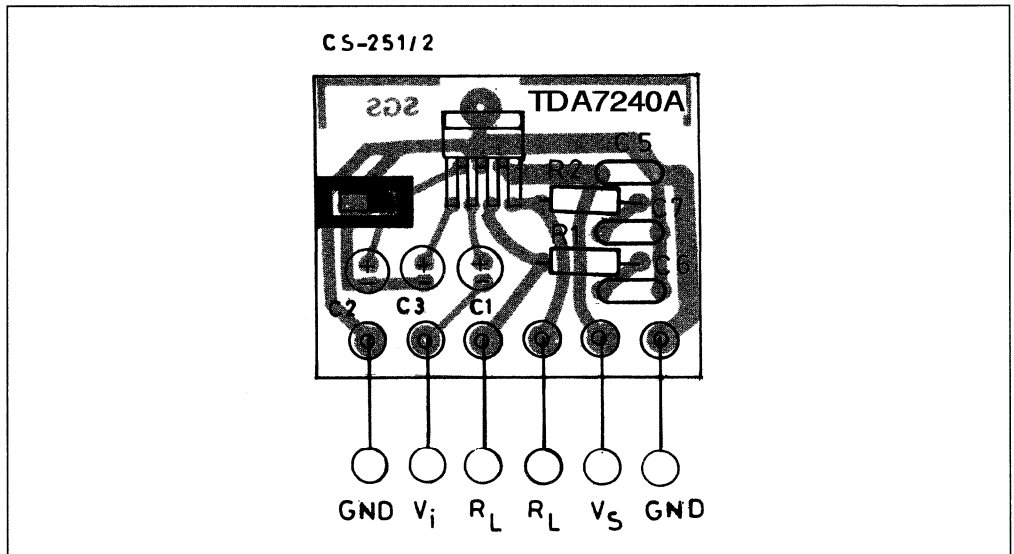 CS-251/2
SGS
TDA7240A
C5
R2
C7
R1
C6
C2 C3 C1
+ + +
GND Vi RL RL VS GND